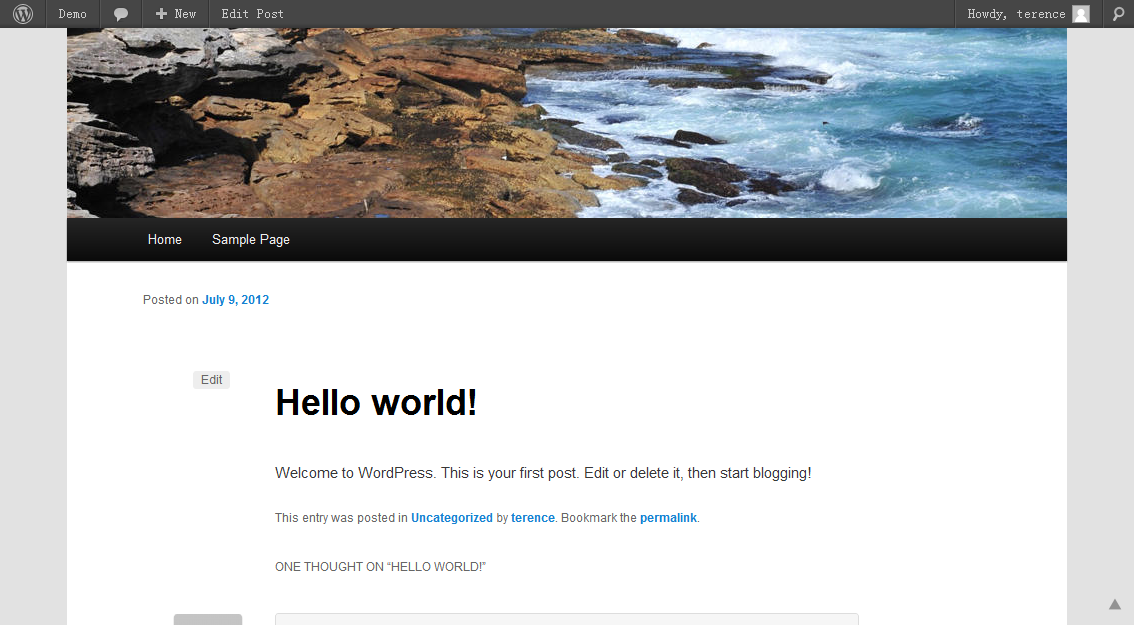 Demo New Edit Post Howdy, terence
Home Sample Page
Posted on July 9, 2012
Edit
Hello world!
Welcome to WordPress. This is your first post. Edit or delete it, then start blogging!
This entry was posted in Uncategorized by terence. Bookmark the permalink.
ONE THOUGHT ON “HELLO WORLD!”